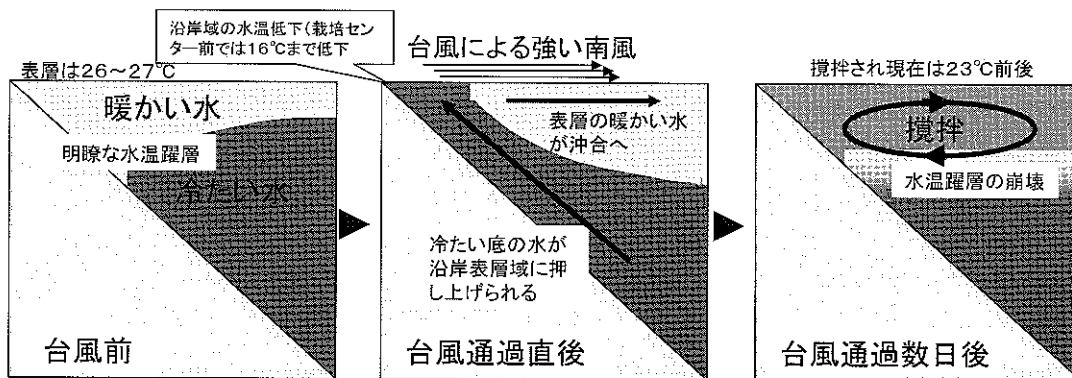 沿岸域の水温低下(栽培セン
ター前では16℃まで低下
台風による強い南風
表層は26～27℃
撹拌され現在は23℃前後
暖かい水
明瞭な水温躍層
冷たい水
表層の暖かい水
が沖合へ
撹拌
水温躍層の崩壊
冷たい底の水が
沿岸表層域に押
し上げられる
台風前
台風通過直後
台風通過数日後